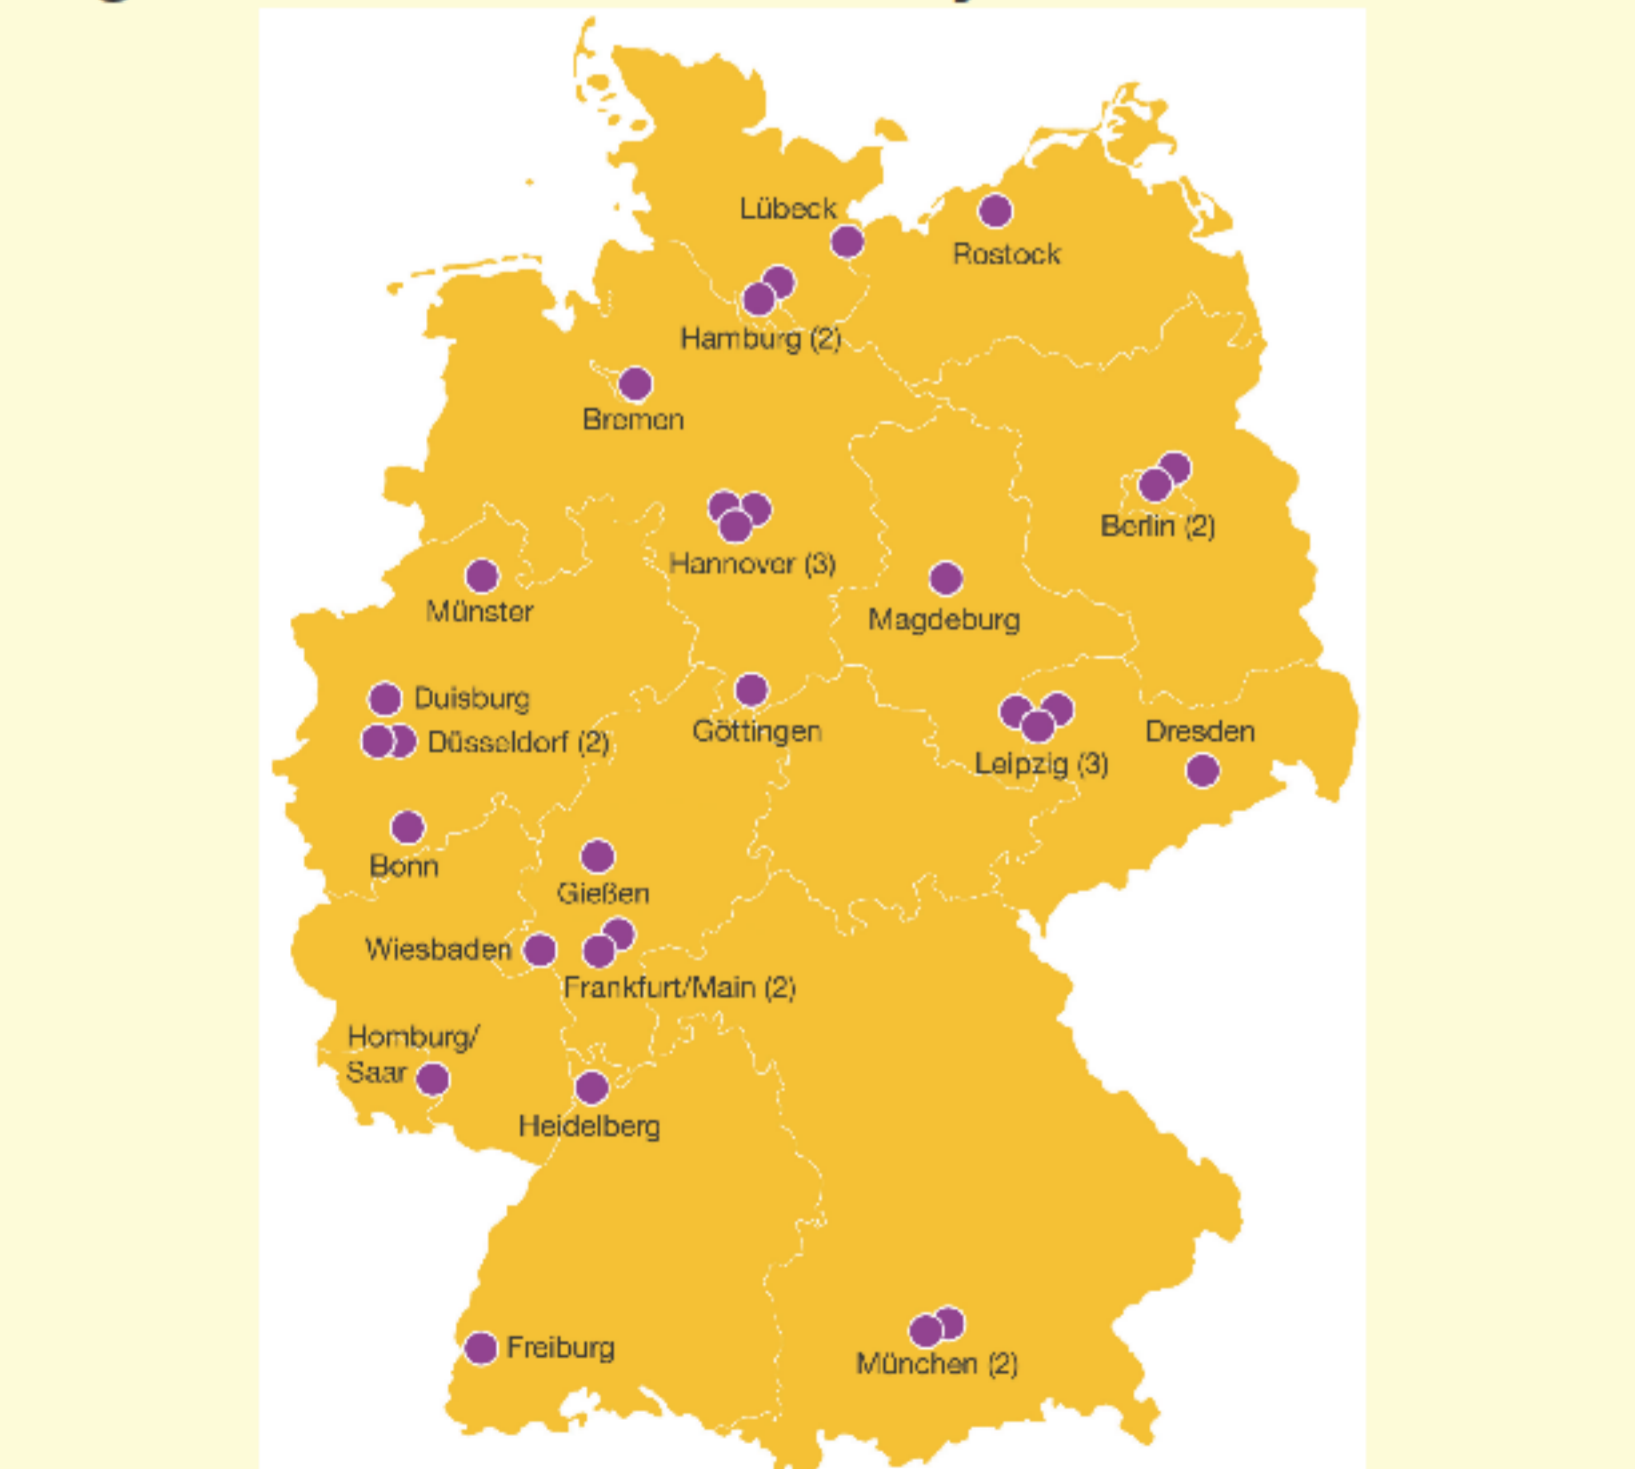 Lübeck
Rostock
Hamburg (2)
Bremen
Berlin (2)
Hannover (3)
Münster
Magdeburg
Duisburg
Göttingen
Dresden
Düsseldorf (2)
Leipzig (3)
Bonn
Gießen
Wiesbaden
Frankfurt/Main (2)
Homburg/
Saar
Heidelberg
Freiburg
München (2)